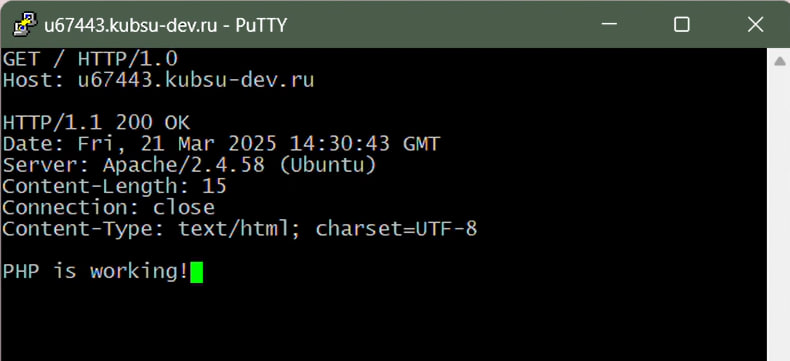 u67443.kubsu-dev.ru - PuTTY
GET / HTTP/1.0
Host: u67443.kubsu-dev.ru

HTTP/1.1 200 OK
Date: Fri, 21 Mar 2025 14:30:43 GMT
Server: Apache/2.4.58 (Ubuntu)
Content-Length: 15
Connection: close
Content-Type: text/html; charset=UTF-8

PHP is working!